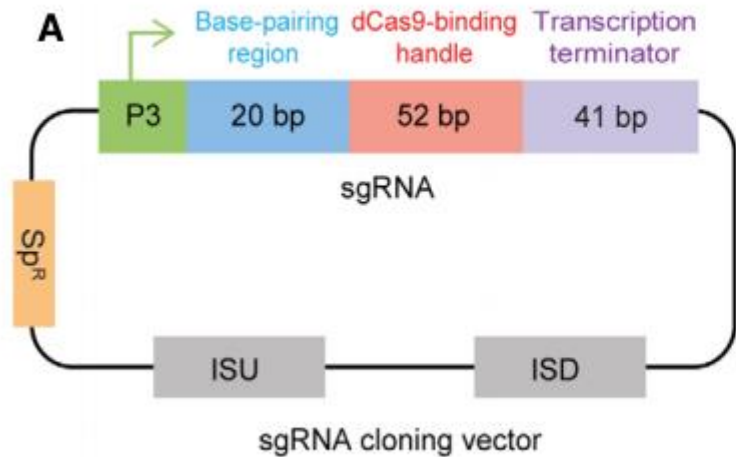 A
Base-pairing region
dCas9-binding handle
Transcription terminator
P3
20 bp
52 bp
41 bp
sgRNA
Sp^R
ISU
ISD
sgRNA cloning vector